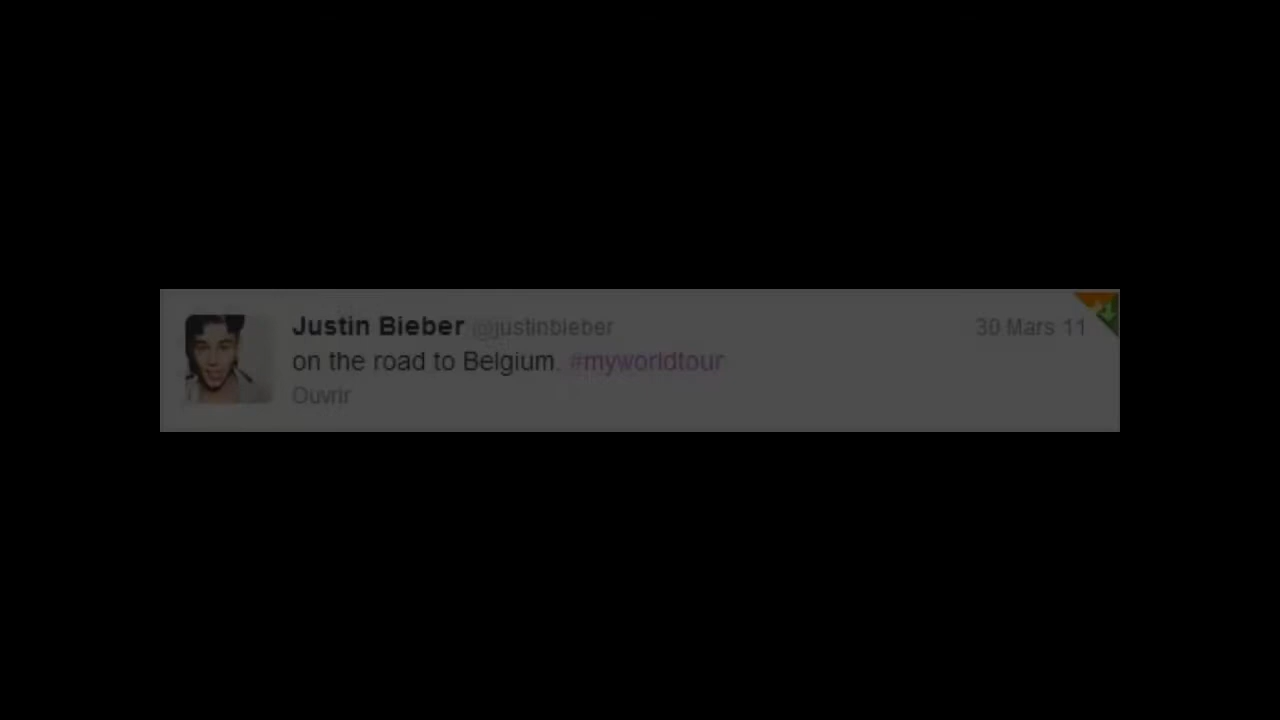 Justin Bieber @justinbieber 30 Mars 11
on the road to Belgium. #myworldtour
Ouvrir